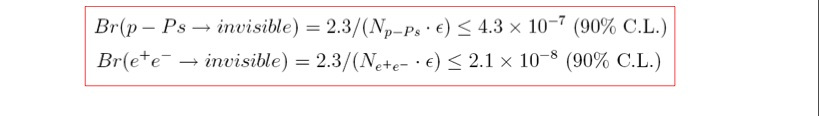 Br(p − Ps → invisible) = 2.3/(N_{p−Ps} · ϵ) ≤ 4.3 × 10^{−7} (90% C.L.)
Br(e^{+}e^{−} → invisible) = 2.3/(N_{e^{+}e^{−}} · ϵ) ≤ 2.1 × 10^{−8} (90% C.L.)